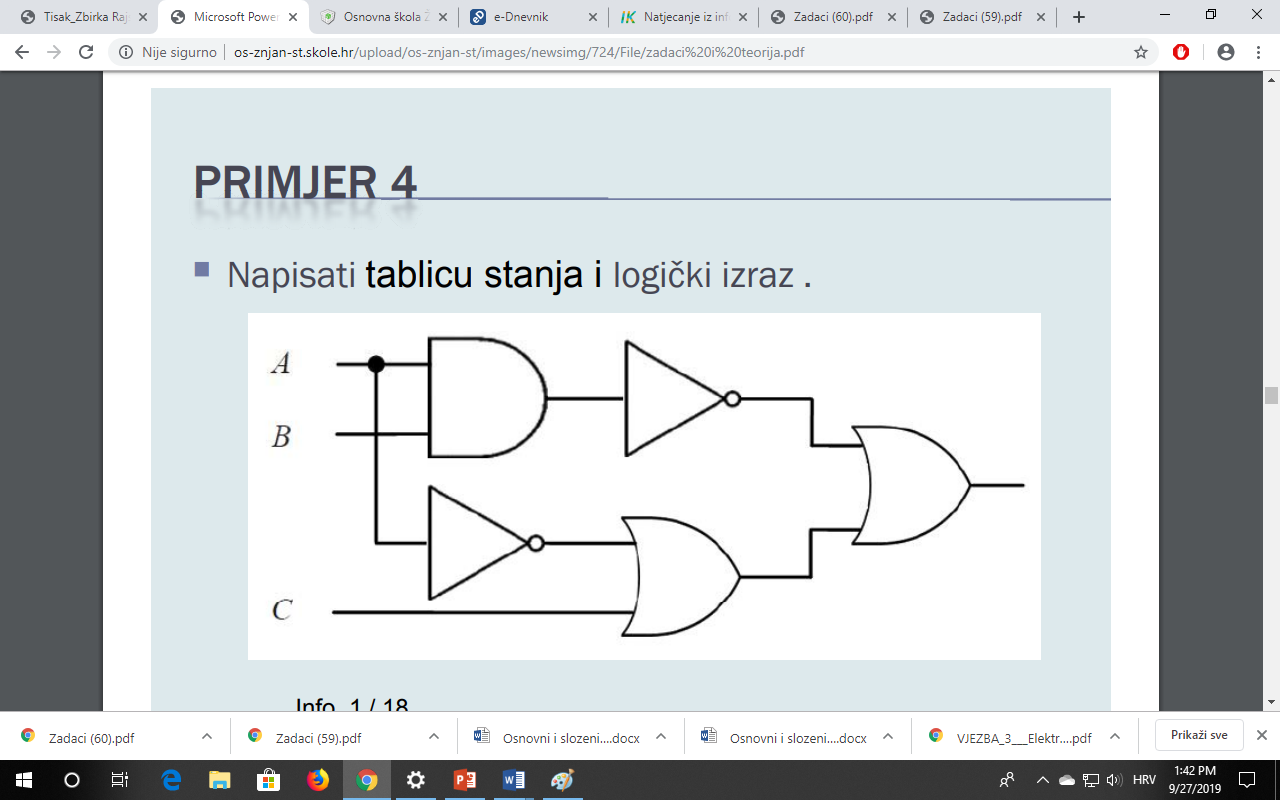 Tisak_Zbirka Raj
Microsoft Power
Osnovna škola Ž
e-Dnevnik
Natjecanje iz inf
Zadaci (60).pdf
Zadaci (59).pdf
Nije sigurno
os-znjan-st.skole.hr/upload/os-znjan-st/images/newsimg/724/File/zadaci%20i%20teorija.pdf
PRIMJER 4
Napisati tablicu stanja i logički izraz .
A
B
C
Info 1 / 18
Zadaci (60).pdf
Zadaci (59).pdf
Osnovni i slozeni....docx
Osnovni i slozeni....docx
VJEZBA_3___Elektr....pdf
Prikaži sve
HRV
1:42 PM
9/27/2019